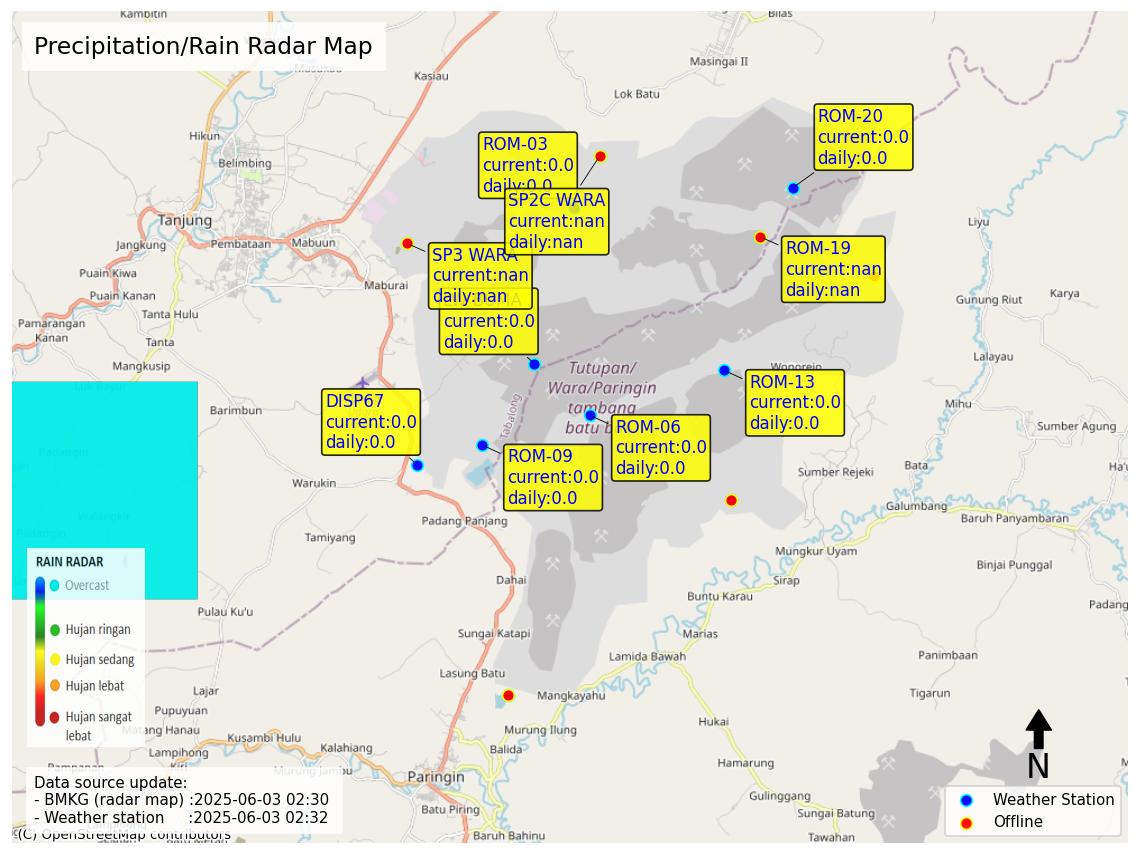 Kambitin
Bilas
Precipitation/Rain Radar Map
Masukau
Kasiau
Masingai II
Lok Batu
Hikun
Belimbing
ROM-03
current:0.0
daily:0.0
ROM-20
current:0.0
daily:0.0
SP2C WARA
current:nan
daily:nan
Tanjung
Jangkung
Pembataan
Mabuun
Liyu
SP3 WARA
current:nan
daily:nan
ROM-19
current:nan
daily:nan
Puain Kiwa
Puain Kanan
Maburai
Tanta Hulu
Gunung Riut
Karya
Pamarangan
Kanan
Tanta
current:0.0
daily:0.0
Mangkusip
Lalayau
Tutupan/
Wara/Paringin
tambang
batu b
Wonorejo
ROM-13
current:0.0
daily:0.0
DISP67
current:0.0
daily:0.0
Barimbun
Tabalong
Mihu
ROM-06
current:0.0
daily:0.0
Sumber Agung
ROM-09
current:0.0
daily:0.0
Padangin
Warukin
Sumber Rejeki
Bata
Galumbang
Baruh Panyambaran
Walangkir
Padangin
Padang Panjang
Tamiyang
Mungkur Uyam
Binjai Punggal
RAIN RADAR
Overcast
Hujan ringan
Hujan sedang
Hujan lebat
Hujan sangat
lebat
Dahai
Sirap
Buntu Karau
Padang
Pulau Ku'u
Sungai Katapi
Marias
Lamida Bawah
Panimbaan
Lasung Batu
Lajar
Mangkayahu
Tigarun
Pupuyuan
Matang Hanau
Murung Ilung
Hukai
Kusambi Hulu
Lampihong
Kalahiang
Balida
Hamarung
Murung Jambu
Paringin
N
Data source update:
- BMKG (radar map) :2025-06-03 02:30
- Weather station :2025-06-03 02:32
Gulinggang
Batu Piring
Sungai Batung
Weather Station
Offline
Baruh Bahinu
Tawahan
(C) OpenStreetMap contributors